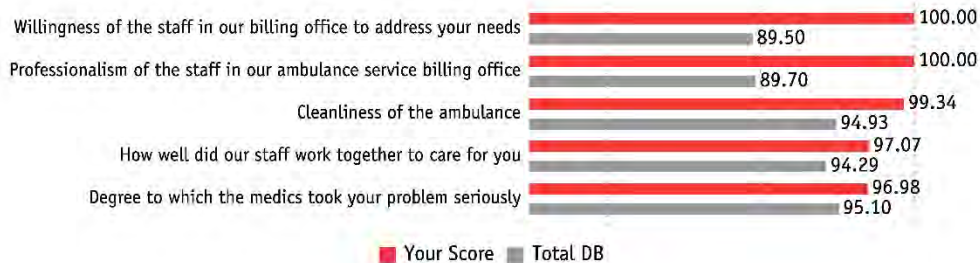 Willingness of the staff in our billing office to address your needs
100.00
89.50
Professionalism of the staff in our ambulance service billing office
100.00
89.70
Cleanliness of the ambulance
99.34
94.93
How well did our staff work together to care for you
97.07
94.29
Degree to which the medics took your problem seriously
96.98
95.10
Your Score Total DB